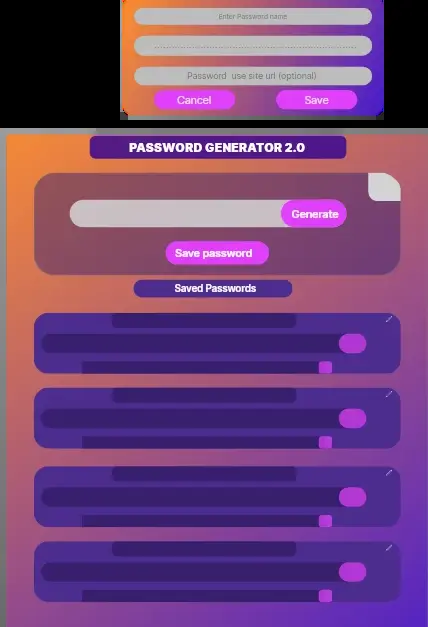 Enter Password name
Password use site url (optional)
Cancel
Save
PASSWORD GENERATOR 2.0
Generate
Save password
Saved Passwords